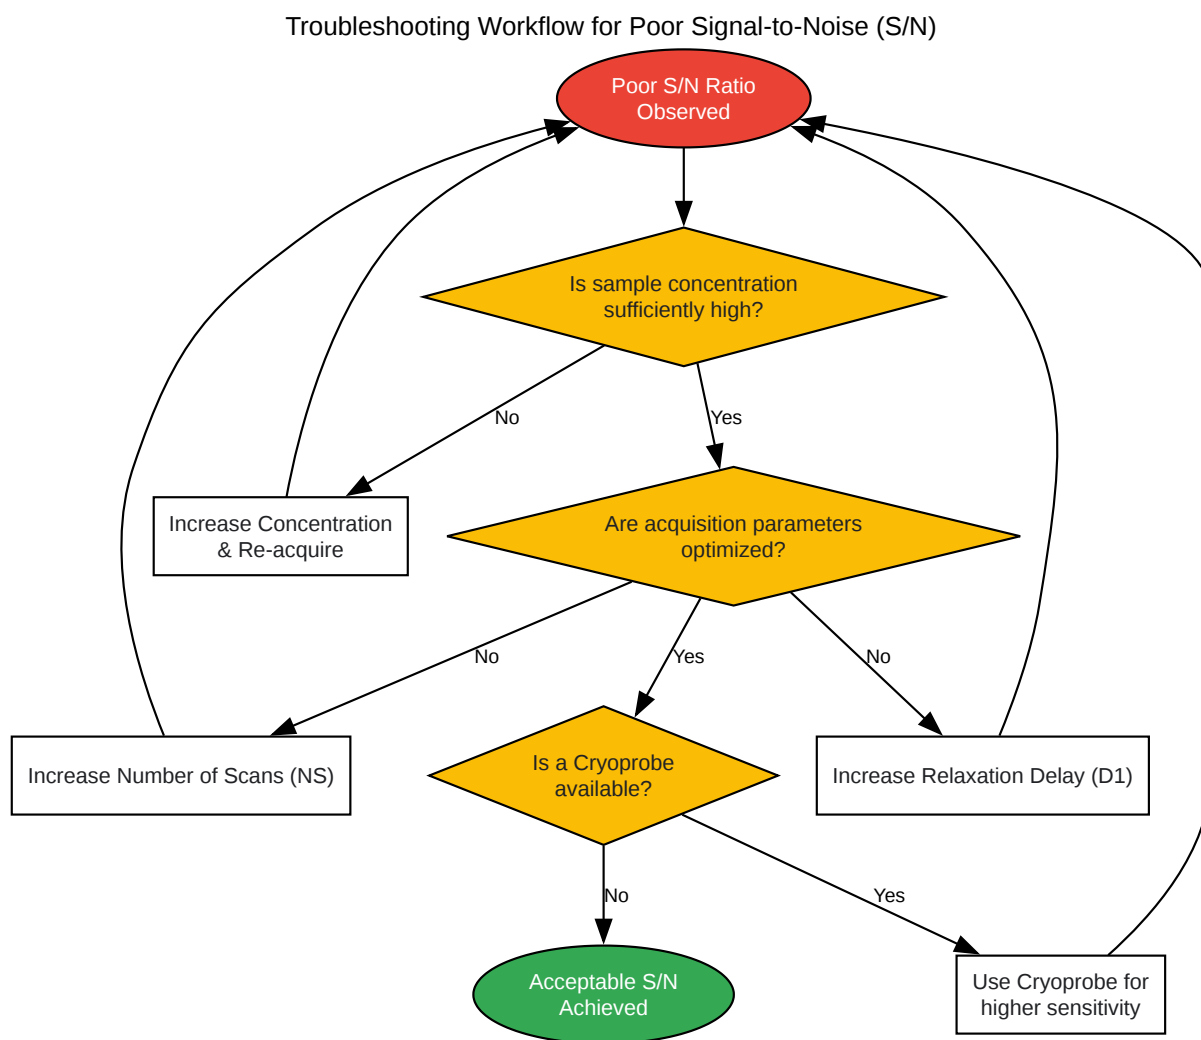 Troubleshooting Workflow for Poor Signal-to-Noise (S/N)
Poor S/N Ratio
Observed
Is sample concentration
sufficiently high?
No
Yes
Increase Concentration
& Re-acquire
Are acquisition parameters
optimized?
No
Yes
No
Increase Number of Scans (NS)
Is a Cryoprobe
available?
Increase Relaxation Delay (D1)
No
Yes
Acceptable S/N
Achieved
Use Cryoprobe for
higher sensitivity